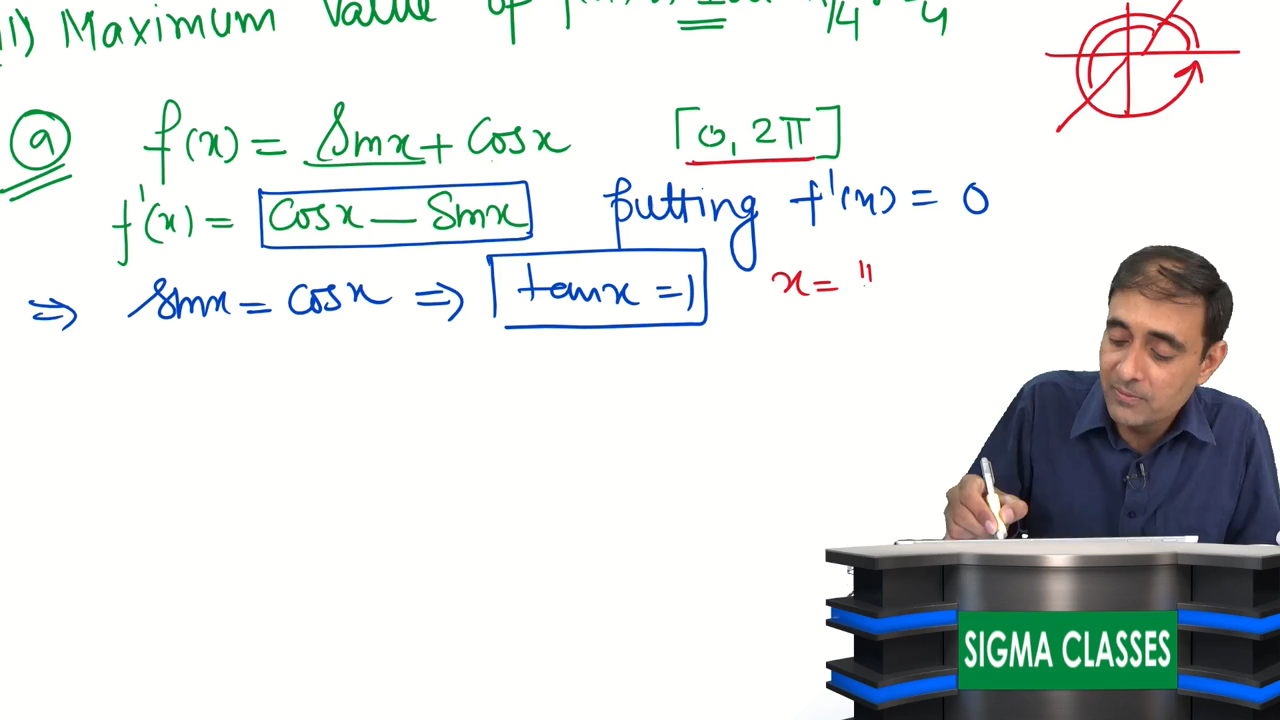 Maximum value of
ⓐ f(x) = Sinx + Cosx [0, 2π]
f'(x) = Cosx − Sinx putting f'(x) = 0
⇒ Sinx = Cosx ⇒ tanx = 1 x = "
SIGMA CLASSES